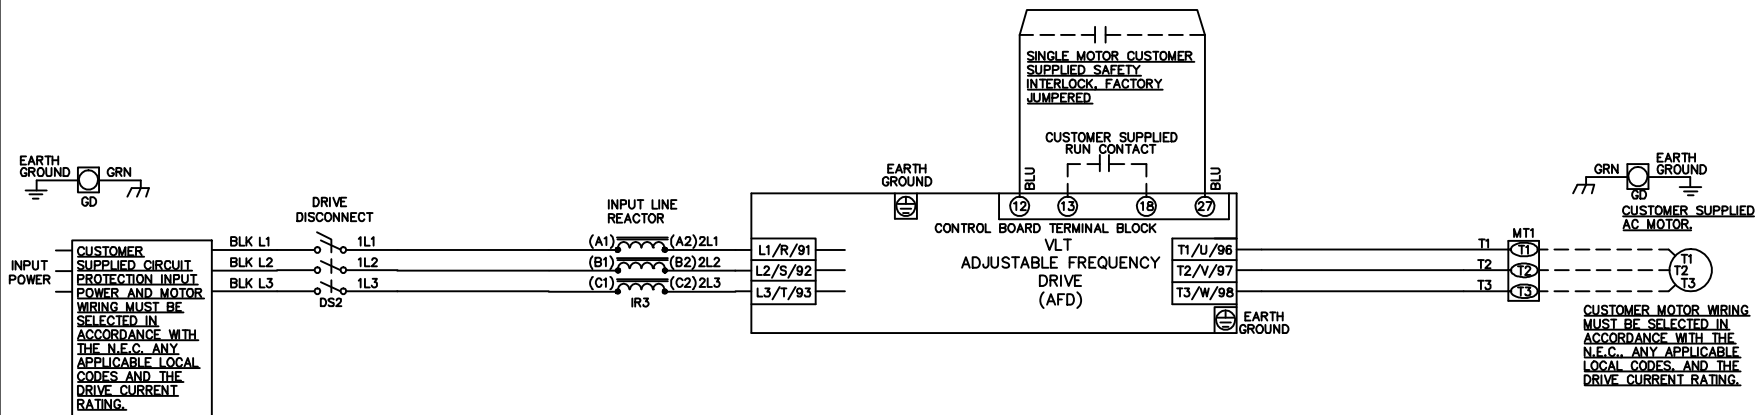 SINGLE MOTOR CUSTOMER
SUPPLIED SAFETY
INTERLOCK, FACTORY
JUMPERED
CUSTOMER SUPPLIED
RUN CONTACT
BLU
BLU
EARTH
GROUND
GRN
GD
EARTH
GROUND
GRN
EARTH
GROUND
GD
CUSTOMER SUPPLIED
AC MOTOR.
12
13
18
27
CONTROL BOARD TERMINAL BLOCK
VLT
ADJUSTABLE FREQUENCY
DRIVE
(AFD)
INPUT
POWER
CUSTOMER
SUPPLIED CIRCUIT
PROTECTION INPUT
POWER AND MOTOR
WIRING MUST BE
SELECTED IN
ACCORDANCE WITH
THE N.E.C. ANY
APPLICABLE LOCAL
CODES AND THE
DRIVE CURRENT
RATING.
BLK L1
BLK L2
BLK L3
DRIVE
DISCONNECT
1L1
1L2
1L3
DS2
INPUT LINE
REACTOR
(A1) (A2) 2L1
(B1) (B2) 2L2
(C1) (C2) 2L3
IR3
L1/R/91
L2/S/92
L3/T/93
T1/U/96
T2/V/97
T3/W/98
EARTH
GROUND
T1
T2
T3
MT1
T1
T2
T3
T1
T2
T3
CUSTOMER MOTOR WIRING
MUST BE SELECTED IN
ACCORDANCE WITH THE
N.E.C., ANY APPLICABLE
LOCAL CODES, AND THE
DRIVE CURRENT RATING.